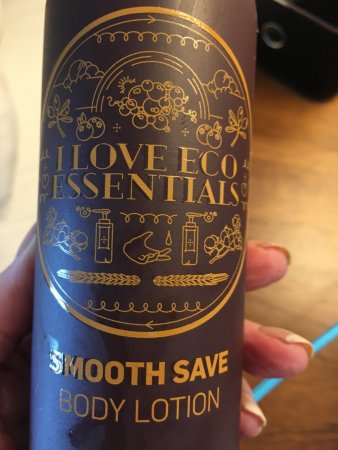 I LOVE ECO
ESSENTIALS
SMOOTH SAVE
BODY LOTION